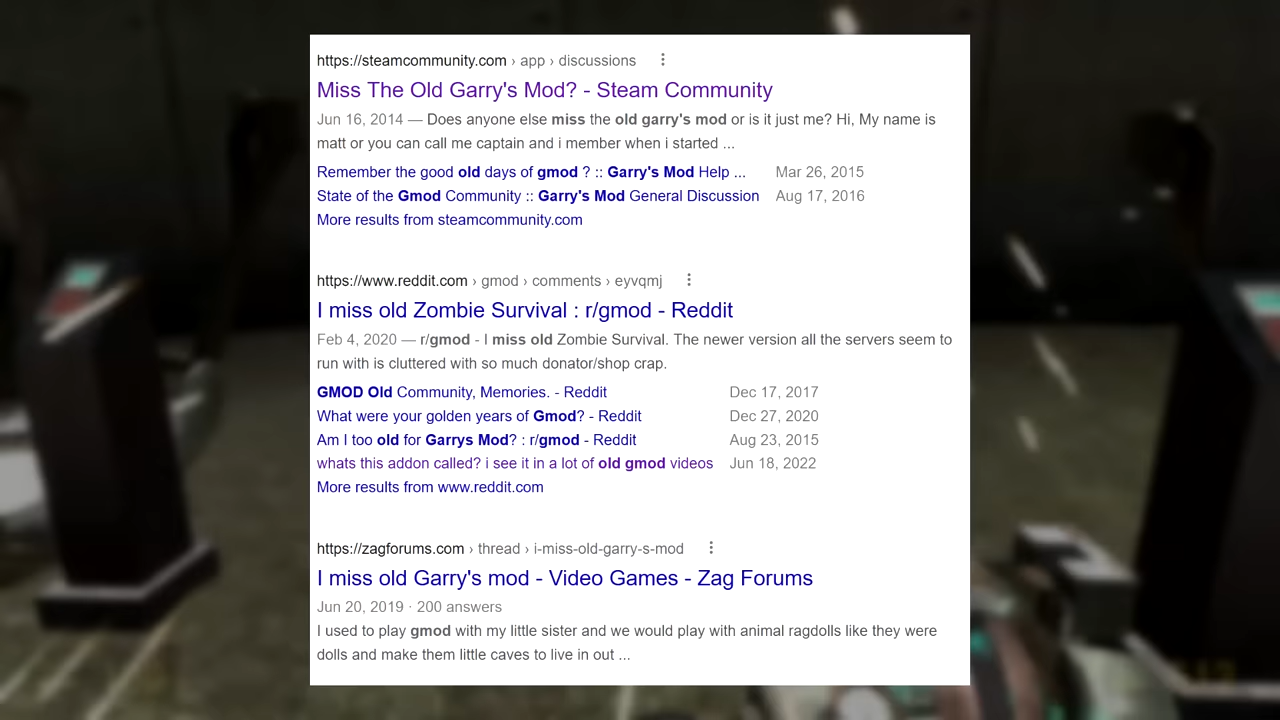 https://steamcommunity.com › app › discussions
Miss The Old Garry's Mod? - Steam Community
Jun 16, 2014 — Does anyone else miss the old garry's mod or is it just me? Hi, My name is
matt or you can call me captain and i member when i started ...
Remember the good old days of gmod ? :: Garry's Mod Help ... Mar 26, 2015
State of the Gmod Community :: Garry's Mod General Discussion Aug 17, 2016
More results from steamcommunity.com
https://www.reddit.com › gmod › comments › eyvqmj
I miss old Zombie Survival : r/gmod - Reddit
Feb 4, 2020 — r/gmod - I miss old Zombie Survival. The newer version all the servers seem to
run with is cluttered with so much donator/shop crap.
GMOD Old Community, Memories. - Reddit Dec 17, 2017
What were your golden years of Gmod? - Reddit Dec 27, 2020
Am I too old for Garrys Mod? : r/gmod - Reddit Aug 23, 2015
whats this addon called? i see it in a lot of old gmod videos Jun 18, 2022
More results from www.reddit.com
https://zagforums.com › thread › i-miss-old-garry-s-mod
I miss old Garry's mod - Video Games - Zag Forums
Jun 20, 2019 · 200 answers
I used to play gmod with my little sister and we would play with animal ragdolls like they were
dolls and make them little caves to live in out ...